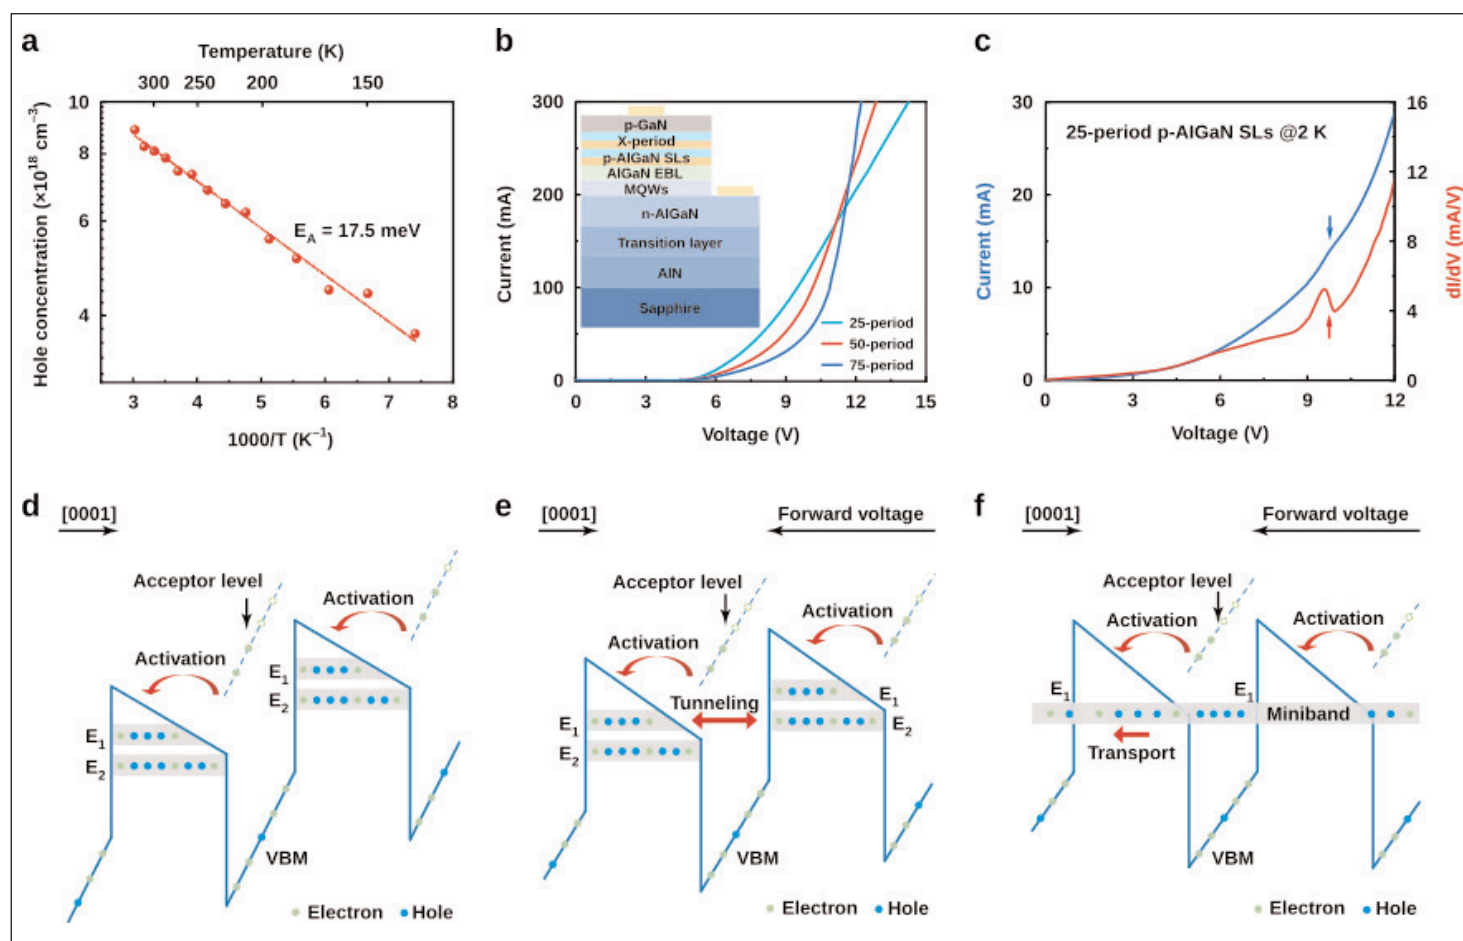 a
Temperature (K)
300 250 200 150
10
8
6
4
Hole concentration (×10¹⁸ cm⁻³)
E_A = 17.5 meV
3 4 5 6 7 8
1000/T (K⁻¹)
b
300
200
100
0
Current (mA)
p-GaN
X-period
p-AlGaN SLs
AlGaN EBL
MQWs
n-AlGaN
Transition layer
AlN
Sapphire
25-period
50-period
75-period
0 3 6 9 12 15
Voltage (V)
c
30
20
10
0
Current (mA)
25-period p-AlGaN SLs @2 K
16
12
8
4
0
dI/dV (mA/V)
0 3 6 9 12
Voltage (V)
d
[0001]
Acceptor level
Activation
Activation
E₁
E₂
E₁
E₂
VBM
Electron Hole
e
[0001]
Forward voltage
Acceptor level
Activation
Activation
Tunneling
E₁
E₂
E₁
E₂
VBM
Electron Hole
f
[0001]
Forward voltage
Acceptor level
Activation
Activation
E₁
E₁
Miniband
Transport
VBM
Electron Hole